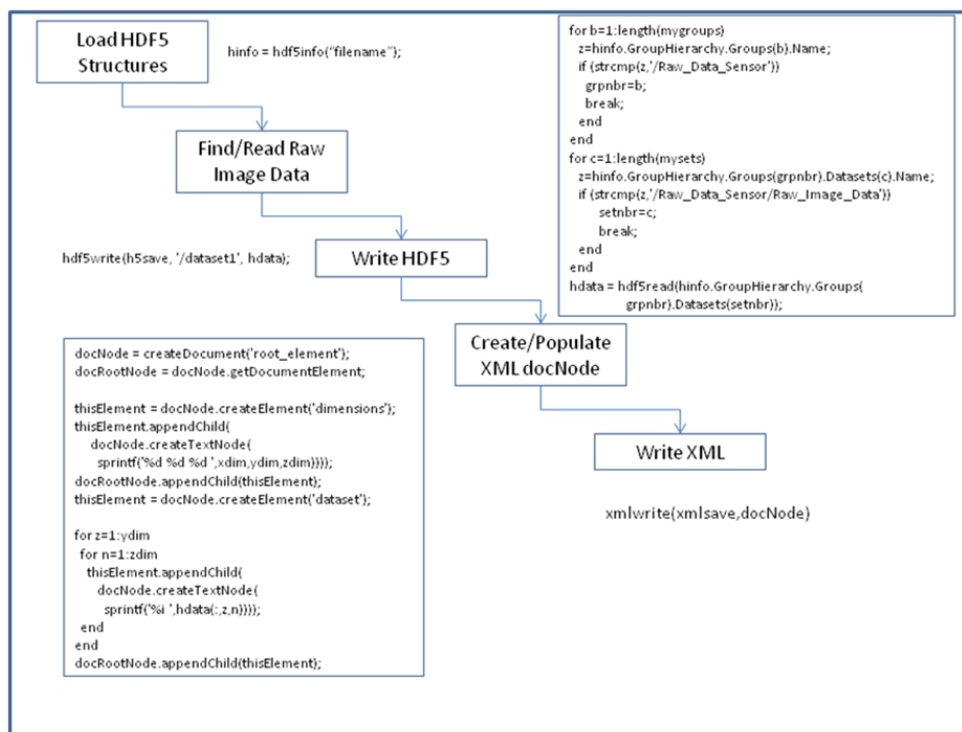 Load HDF5
Structures
hinfo = hdf5info("filename");
Find/Read Raw
Image Data
hdf5write(h5save, '/dataset1', hdata);
Write HDF5
for b=1:length(mygroups)
z=hinfo.GroupHierarchy.Groups(b).Name;
if (strcmp(z,'/Raw_Data_Sensor'))
grpnbr=b;
break;
end
end
for c=1:length(mysets)
z=hinfo.GroupHierarchy.Groups(grpnbr).Datasets(c).Name;
if (strcmp(z,'/Raw_Data_Sensor/Raw_Image_Data'))
setnbr=c;
break;
end
end
hdata = hdf5read(hinfo.GroupHierarchy.Groups(
grpnbr).Datasets(setnbr));
Create/Populate
XML docNode
docNode = createDocument('root_element');
docRootNode = docNode.getDocumentElement;
thisElement = docNode.createElement('dimensions');
thisElement.appendChild(
docNode.createTextNode(
sprintf('%d %d %d ',xdim,ydim,zdim)));
docRootNode.appendChild(thisElement);
thisElement = docNode.createElement('dataset');
for z=1:ydim
for n=1:zdim
thisElement.appendChild(
docNode.createTextNode(
sprintf('%i ',hdata(:,z,n))));
end
end
docRootNode.appendChild(thisElement);
Write XML
xmlwrite(xmlsave,docNode)